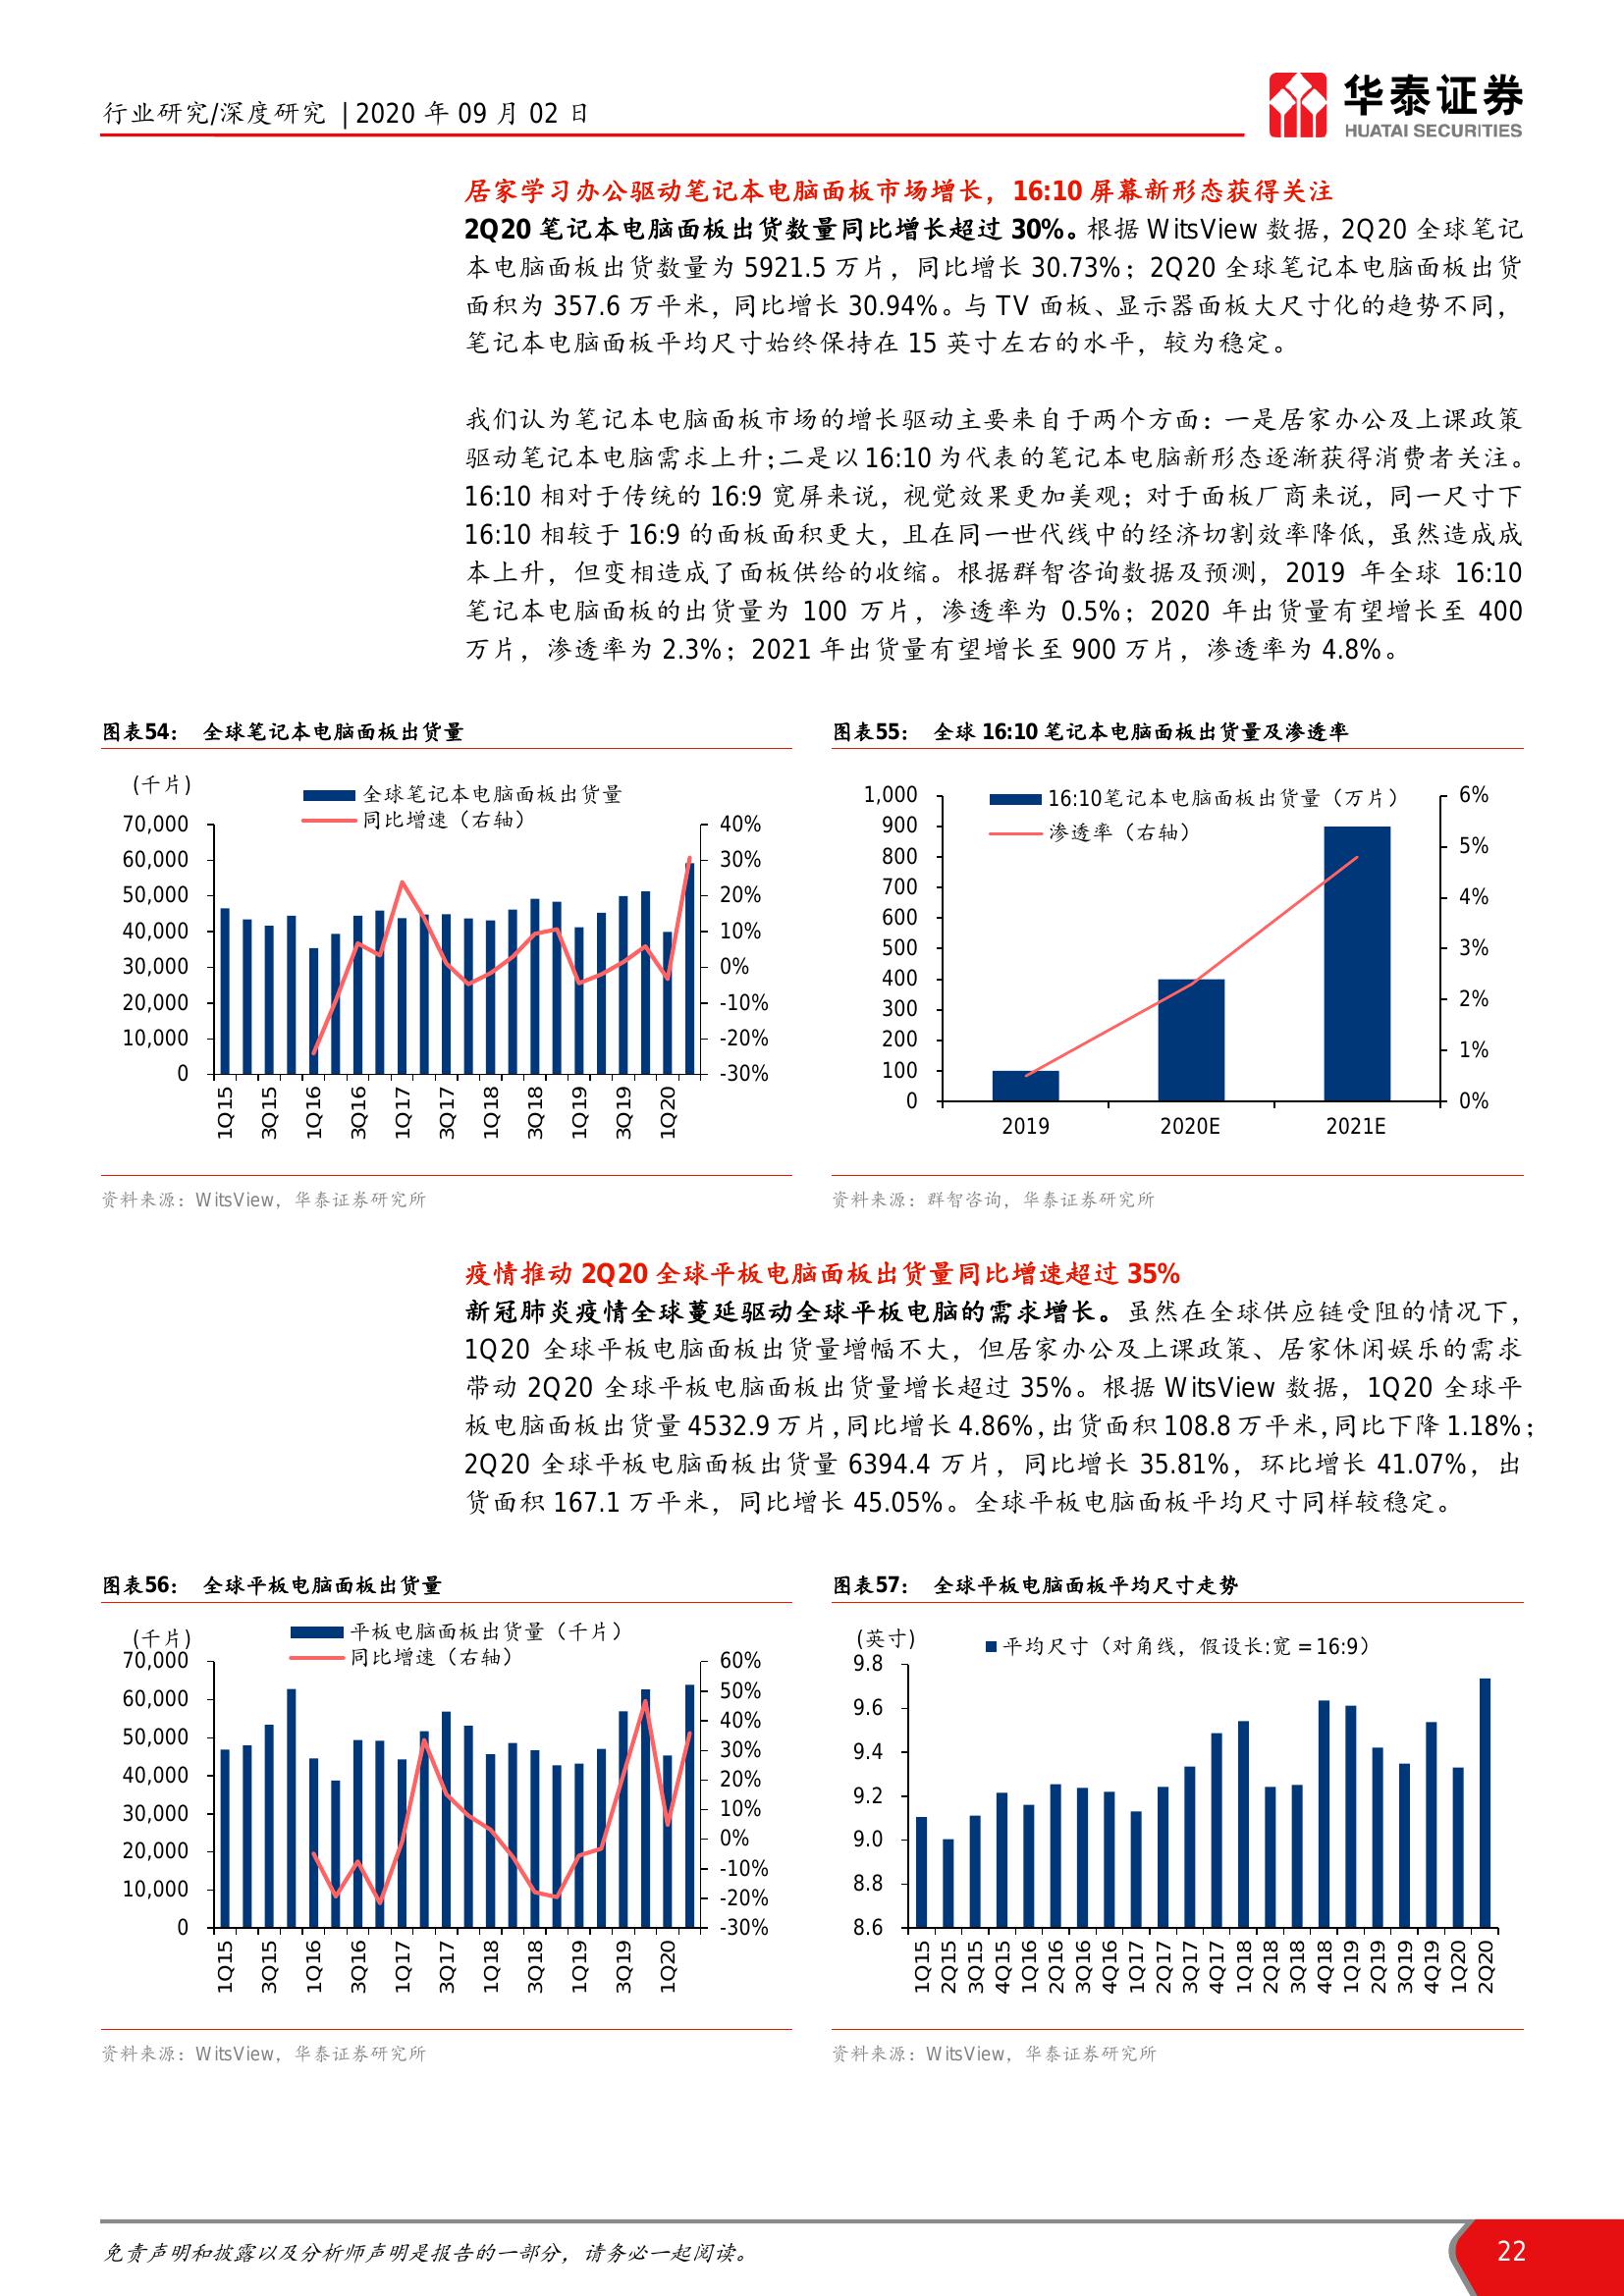 行业研究/深度研究 | 2020 年 09 月 02 日
华泰证券
HUATAI SECURITIES
居家学习办公驱动笔记本电脑面板市场增长，16:10 屏幕新形态获得关注
2Q20 笔记本电脑面板出货数量同比增长超过 30%。根据 WitsView 数据，2Q20 全球笔记
本电脑面板出货数量为 5921.5 万片，同比增长 30.73%；2Q20 全球笔记本电脑面板出货
面积为 357.6 万平米，同比增长 30.94%。与 TV 面板、显示器面板大尺寸化的趋势不同，
笔记本电脑面板平均尺寸始终保持在 15 英寸左右的水平，较为稳定。
我们认为笔记本电脑面板市场的增长驱动主要来自于两个方面：一是居家办公及上课政策
驱动笔记本电脑需求上升；二是以 16:10 为代表的笔记本电脑新形态逐渐获得消费者关注。
16:10 相对于传统的 16:9 宽屏来说，视觉效果更加美观；对于面板厂商来说，同一尺寸下
16:10 相较于 16:9 的面板面积更大，且在同一世代线中的经济切割效率降低，虽然造成成
本上升，但变相造成了面板供给的收缩。根据群智咨询数据及预测，2019 年全球 16:10
笔记本电脑面板的出货量为 100 万片，渗透率为 0.5%；2020 年出货量有望增长至 400
万片，渗透率为 2.3%；2021 年出货量有望增长至 900 万片，渗透率为 4.8%。
图表54： 全球笔记本电脑面板出货量
(千片)
全球笔记本电脑面板出货量
同比增速（右轴）
70,000
60,000
50,000
40,000
30,000
20,000
10,000
0
40%
30%
20%
10%
0%
-10%
-20%
-30%
1Q15 3Q15 1Q16 3Q16 1Q17 3Q17 1Q18 3Q18 1Q19 3Q19 1Q20
资料来源：WitsView，华泰证券研究所
图表55： 全球 16:10 笔记本电脑面板出货量及渗透率
16:10笔记本电脑面板出货量（万片）
渗透率（右轴）
1,000
900
800
700
600
500
400
300
200
100
0
6%
5%
4%
3%
2%
1%
0%
2019 2020E 2021E
资料来源：群智咨询，华泰证券研究所
疫情推动 2Q20 全球平板电脑面板出货量同比增速超过 35%
新冠肺炎疫情全球蔓延驱动全球平板电脑的需求增长。虽然在全球供应链受阻的情况下，
1Q20 全球平板电脑面板出货量增幅不大，但居家办公及上课政策、居家休闲娱乐的需求
带动 2Q20 全球平板电脑面板出货量增长超过 35%。根据 WitsView 数据，1Q20 全球平
板电脑面板出货量 4532.9 万片，同比增长 4.86%，出货面积 108.8 万平米，同比下降 1.18%；
2Q20 全球平板电脑面板出货量 6394.4 万片，同比增长 35.81%，环比增长 41.07%，出
货面积 167.1 万平米，同比增长 45.05%。全球平板电脑面板平均尺寸同样较稳定。
图表56： 全球平板电脑面板出货量
(千片)
平板电脑面板出货量（千片）
同比增速（右轴）
70,000
60,000
50,000
40,000
30,000
20,000
10,000
0
60%
50%
40%
30%
20%
10%
0%
-10%
-20%
-30%
1Q15 3Q15 1Q16 3Q16 1Q17 3Q17 1Q18 3Q18 1Q19 3Q19 1Q20
资料来源：WitsView，华泰证券研究所
图表57： 全球平板电脑面板平均尺寸走势
(英寸)
平均尺寸（对角线，假设长:宽＝16:9）
9.8
9.6
9.4
9.2
9.0
8.8
8.6
1Q15 2Q15 3Q15 4Q15 1Q16 2Q16 3Q16 4Q16 1Q17 2Q17 3Q17 4Q17 1Q18 2Q18 3Q18 4Q18 1Q19 2Q19 3Q19 4Q19 1Q20 2Q20
资料来源：WitsView，华泰证券研究所
免责声明和披露以及分析师声明是报告的一部分，请务必一起阅读。
22